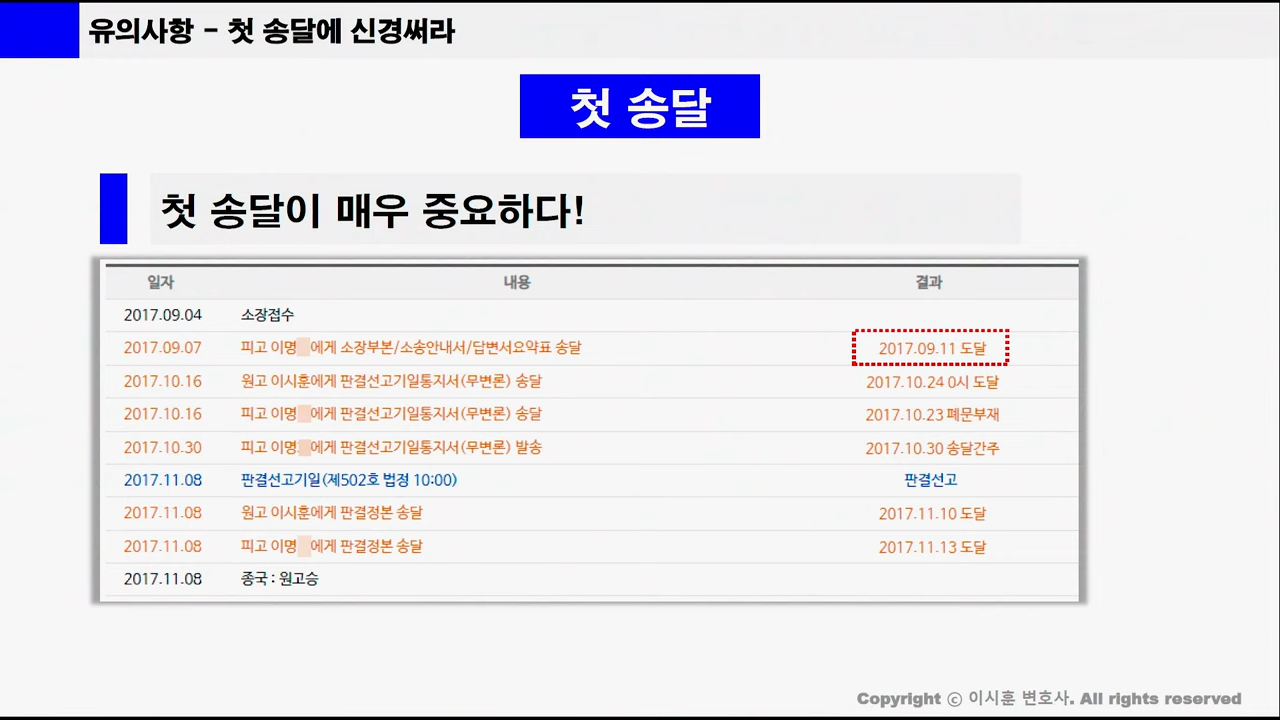 유의사항 - 첫 송달에 신경써라
첫 송달
첫 송달이 매우 중요하다!
일자 내용 결과
2017.09.04 소장접수
2017.09.07 피고 이명 에게 소장부본/소송안내서/답변서요약표 송달 2017.09.11 도달
2017.10.16 원고 이시훈에게 판결선고기일통지서(무변론) 송달 2017.10.24 0시 도달
2017.10.16 피고 이명 에게 판결선고기일통지서(무변론) 송달 2017.10.23 폐문부재
2017.10.30 피고 이명 에게 판결선고기일통지서(무변론) 발송 2017.10.30 송달간주
2017.11.08 판결선고기일(제502호 법정 10:00) 판결선고
2017.11.08 원고 이시훈에게 판결정본 송달 2017.11.10 도달
2017.11.08 피고 이명 에게 판결정본 송달 2017.11.13 도달
2017.11.08 종국 : 원고승
Copyright ⓒ 이시훈 변호사. All rights reserved